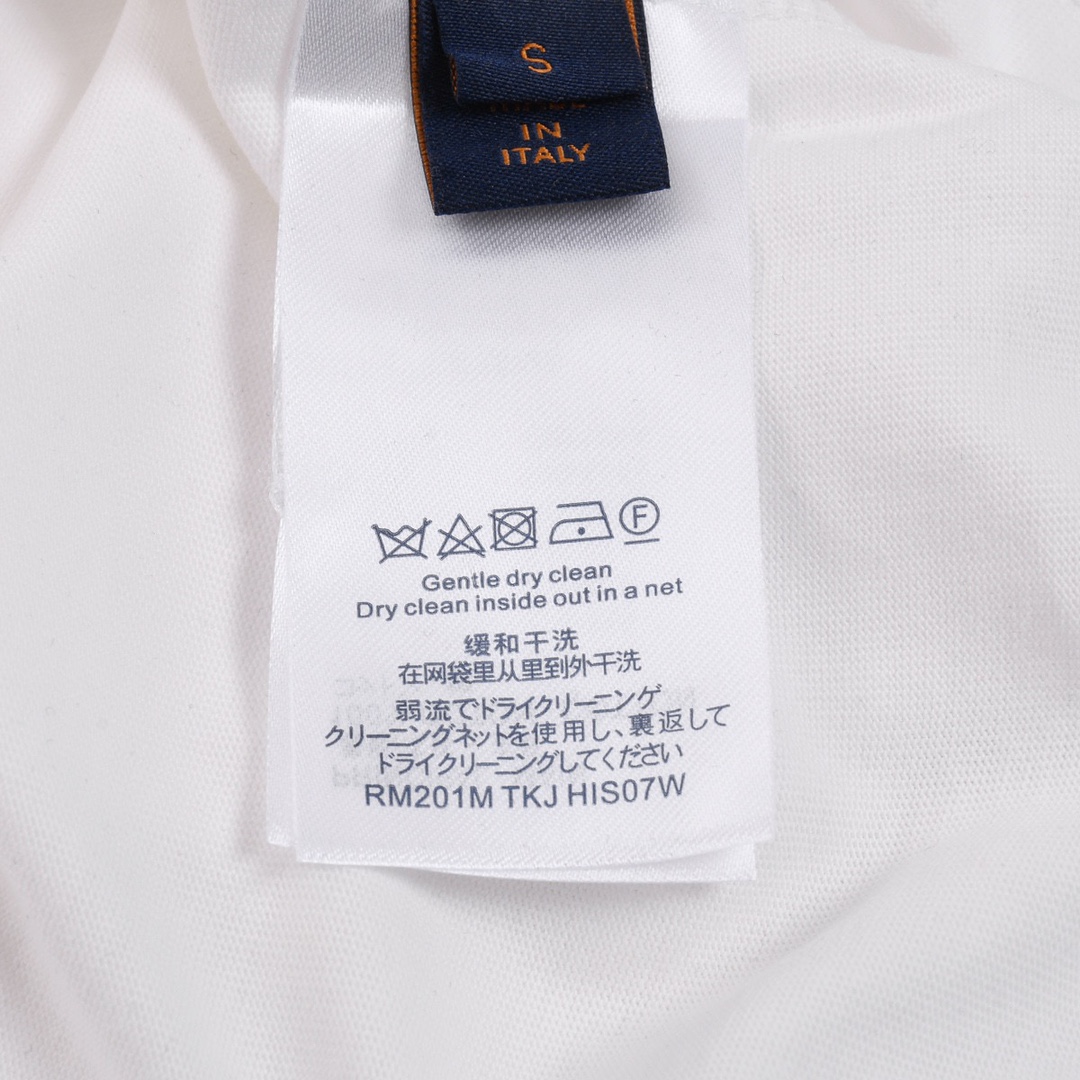 S
IN
ITALY
F
Gentle dry clean
Dry clean inside out in a net
缓和干洗
在网袋里从里到外干洗
弱流でドライクリーニング
クリーニングネットを使用し、裏返して
ドライクリーニングしてください
RM201M TKJ HIS07W